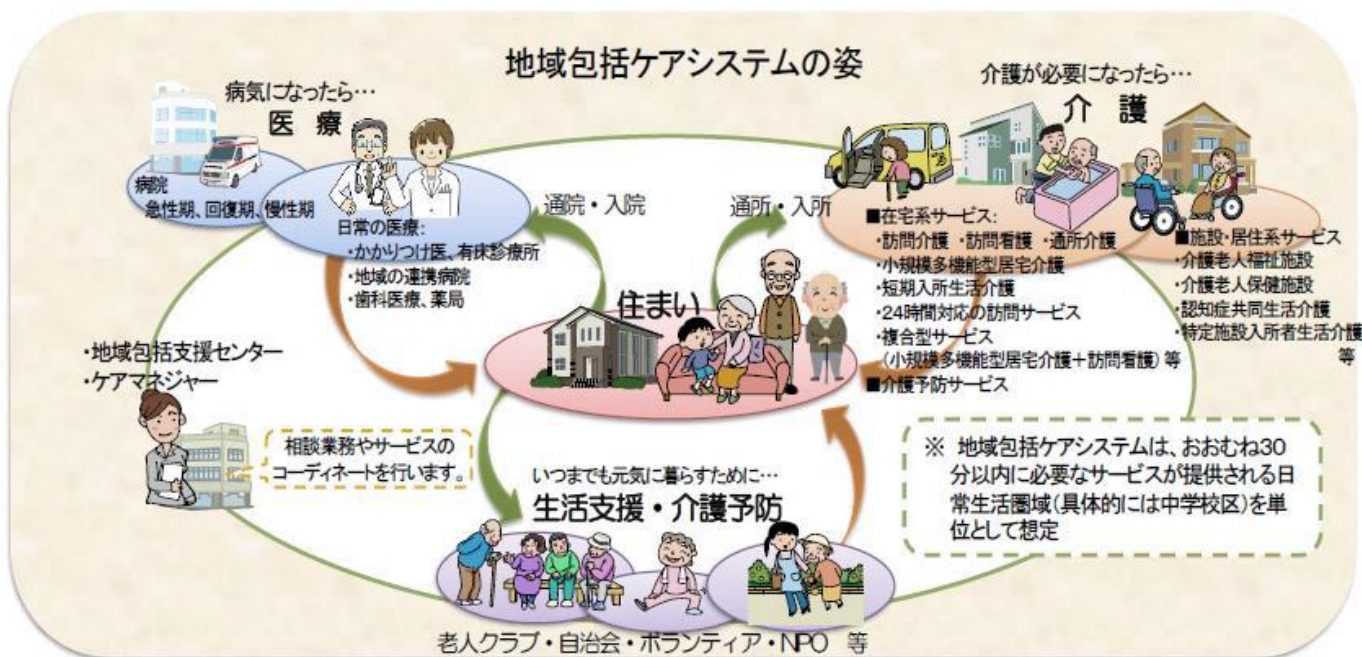 地域包括ケアシステムの姿
病気になったら…
医 療
病院
急性期、回復期、慢性期
日常の医療:
・かかりつけ医、有床診療所
・地域の連携病院
・歯科医療、薬局
通院・入院
通所・入所
介護が必要になったら…
介 護
■在宅系サービス:
・訪問介護 ・訪問看護 ・通所介護
・小規模多機能型居宅介護
・短期入所生活介護
・24時間対応の訪問サービス
・複合型サービス
(小規模多機能型居宅介護+訪問看護) 等
■介護予防サービス
■施設・居住系サービス
・介護老人福祉施設
・介護老人保健施設
・認知症共同生活介護
・特定施設入所者生活介護
等
住まい
・地域包括支援センター
・ケアマネジャー
相談業務やサービスの
コーディネートを行います。
いつまでも元気に暮らすために…
生活支援・介護予防
老人クラブ・自治会・ボランティア・NPO 等
※ 地域包括ケアシステムは、おおむね30
分以内に必要なサービスが提供される日
常生活圏域(具体的には中学校区)を単
位として想定